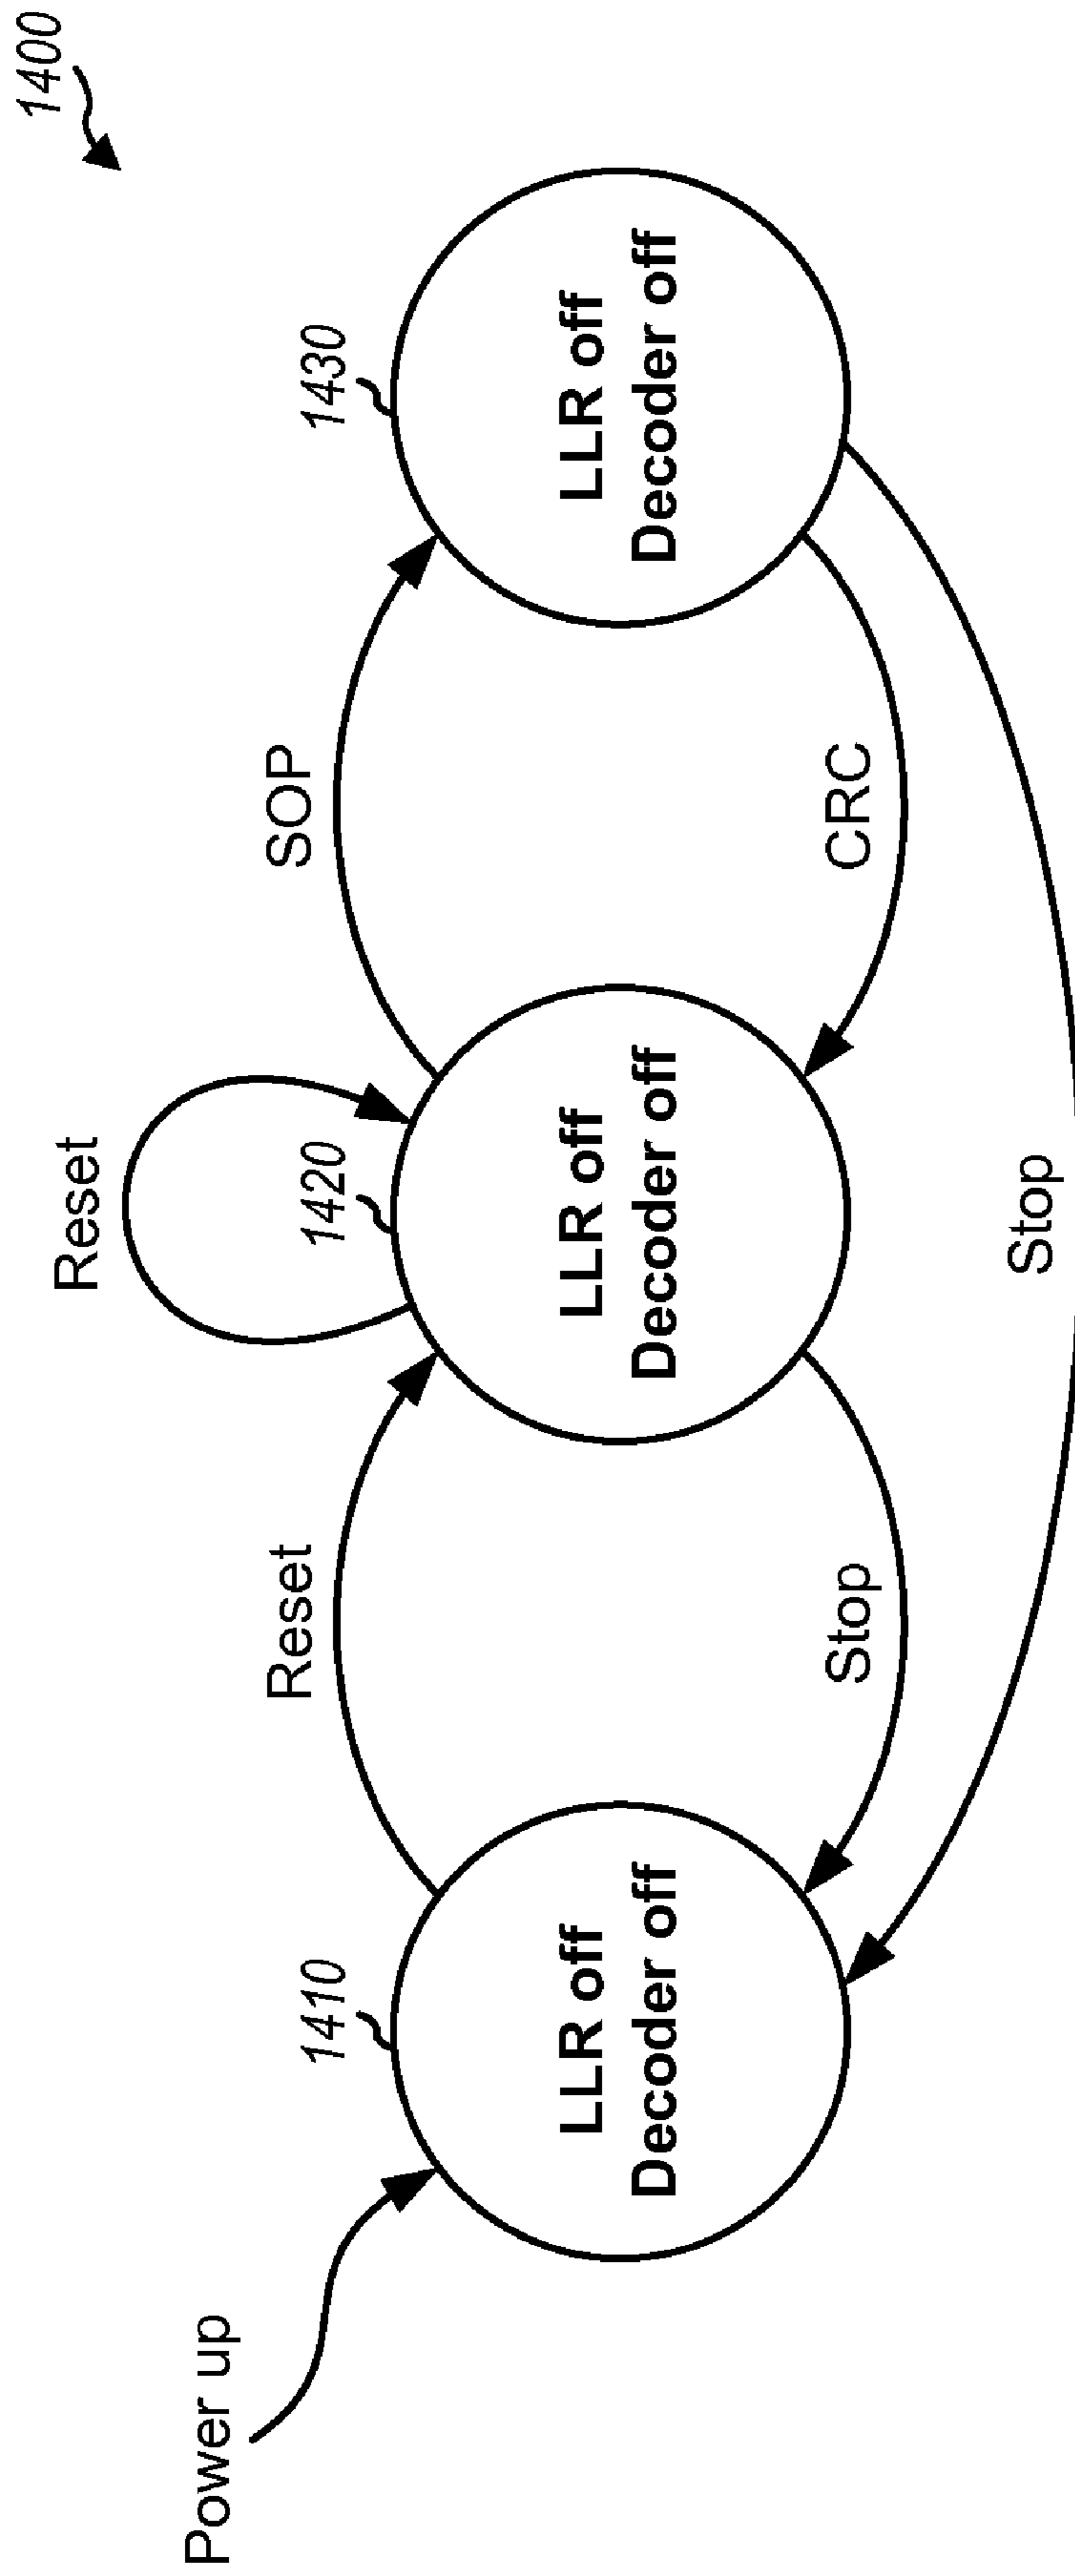 1400
Reset
Power up
1410
Reset
1420
SOP
1430
LLR off
Decoder off
LLR off
Decoder off
LLR off
Decoder off
Stop
CRC
Stop